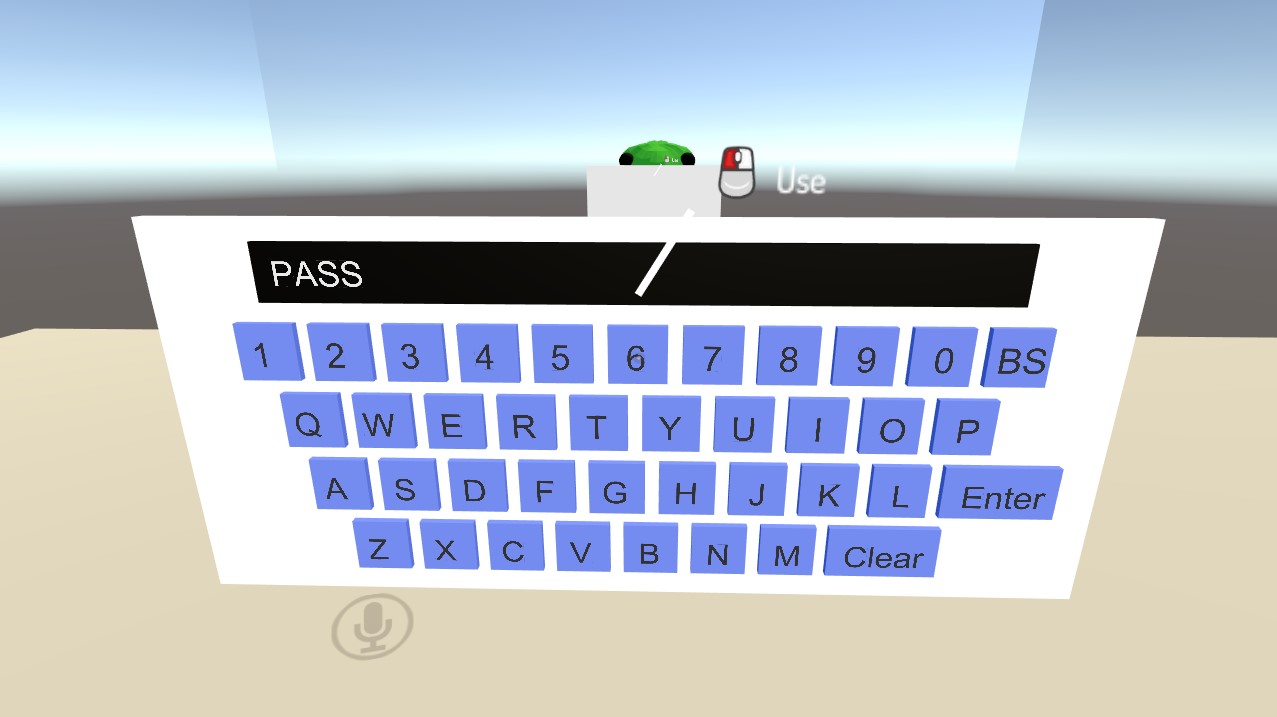 Use
PASS
1 2 3 4 5 6 7 8 9 0 BS
Q W E R T Y U I O P
A S D F G H J K L Enter
Z X C V B N M Clear